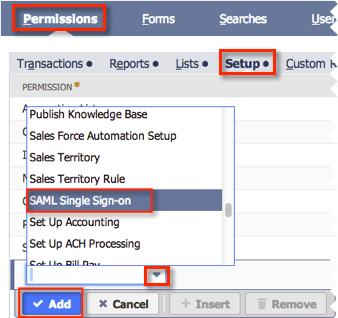 Permissions Forms Searches User
Transactions • Reports • Lists • Setup • Custom R
PERMISSION*
Publish Knowledge Base
Sales Force Automation Setup
Sales Territory
Sales Territory Rule
SAML Single Sign-on
Set Up Accounting
Set Up ACH Processing
Set Up Bill Pay
Add Cancel Insert Remove